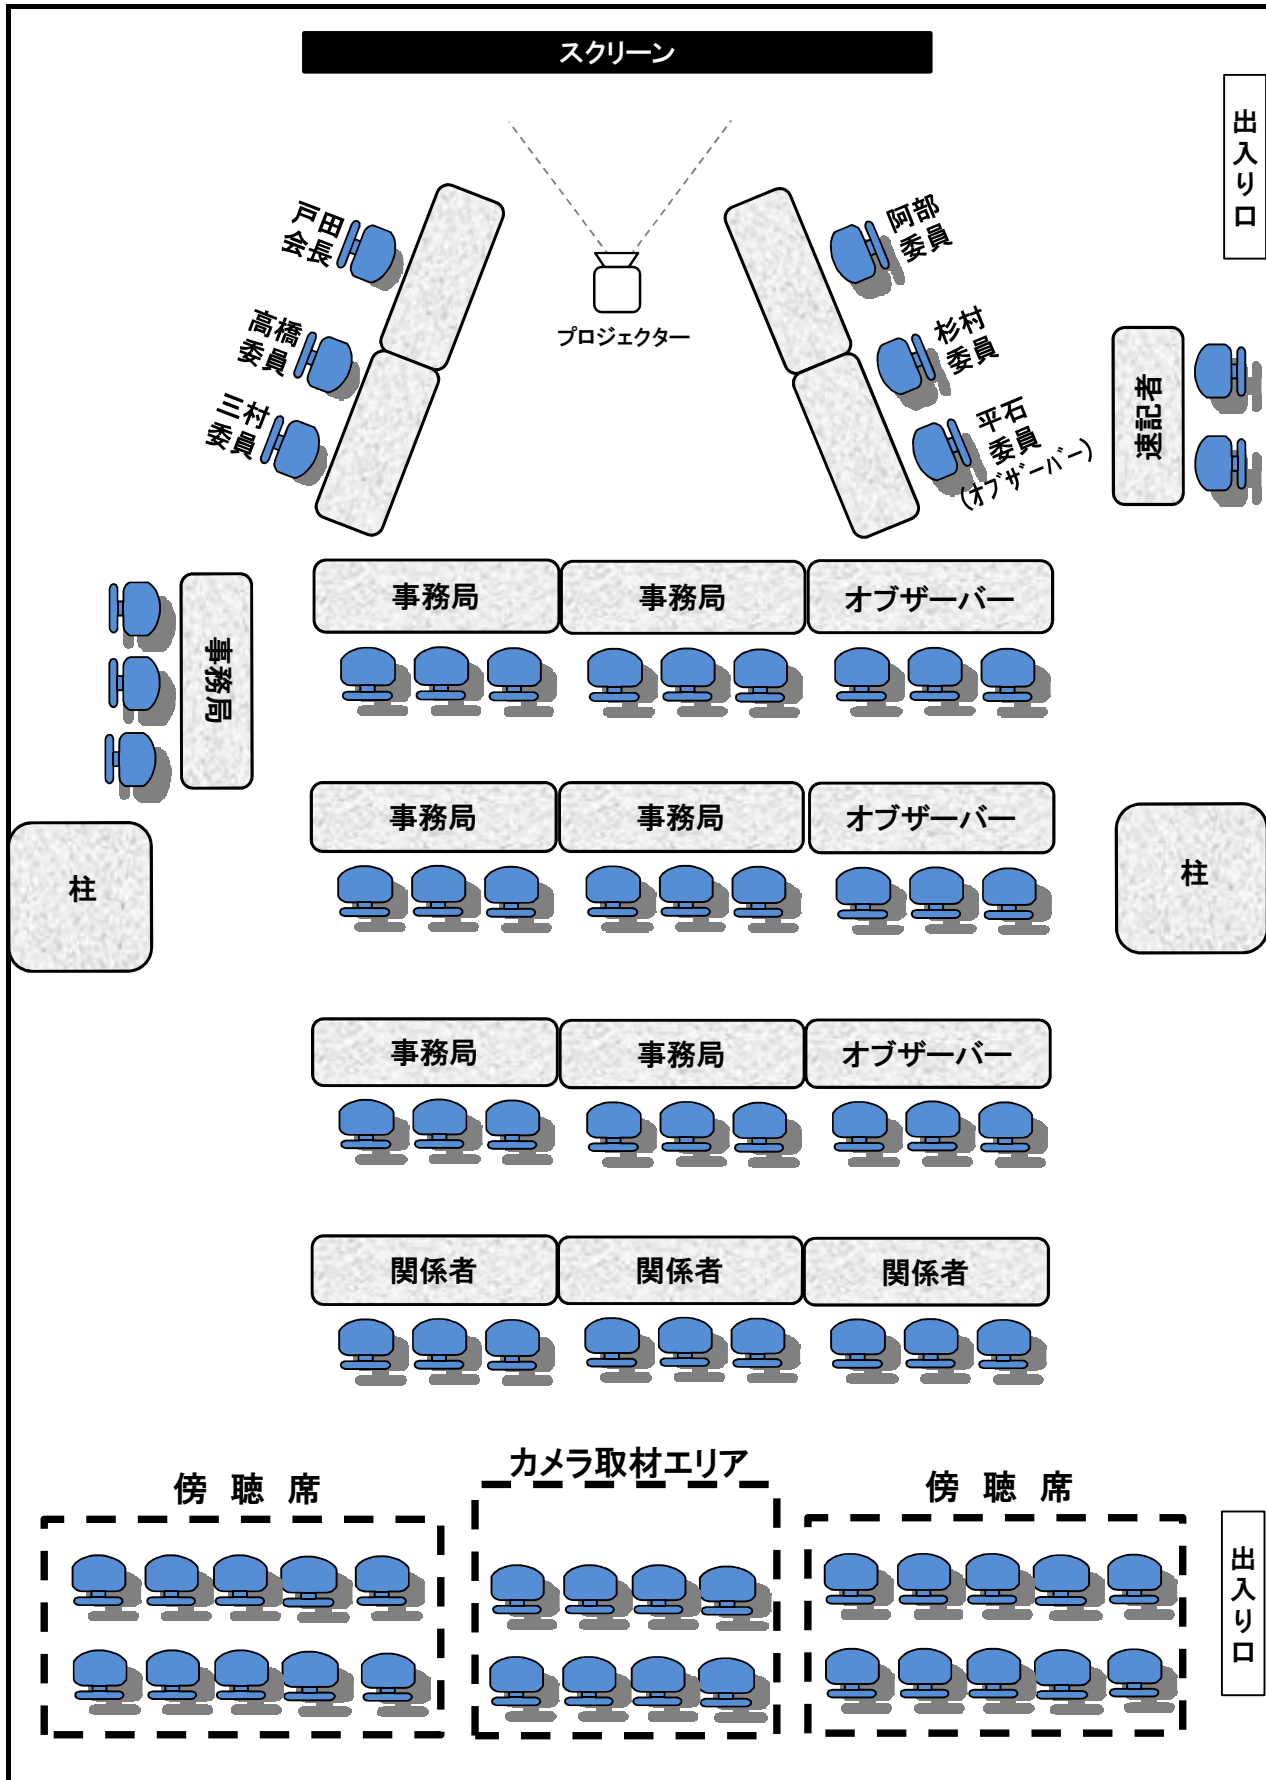 スクリーン
出入り口
戸田
会長
阿部
委員
高橋
委員
プロジェクター
杉村
委員
三村
委員
平石
委員
(オブザーバー)
速記者
事務局
事務局
オブザーバー
事務局
事務局
事務局
オブザーバー
柱
柱
事務局
事務局
オブザーバー
関係者
関係者
関係者
カメラ取材エリア
傍 聴 席
傍 聴 席
出入り口